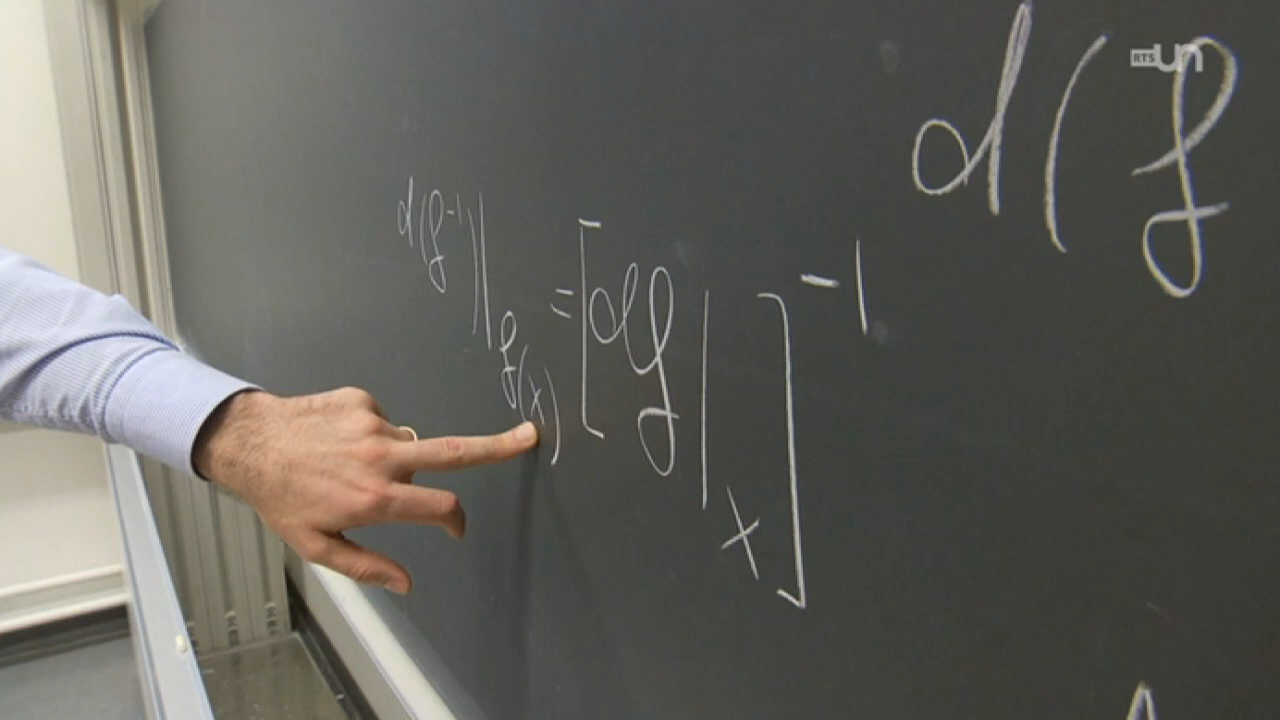 RTS un
d(f
d(f⁻¹)|f(x) = [df|x]⁻¹